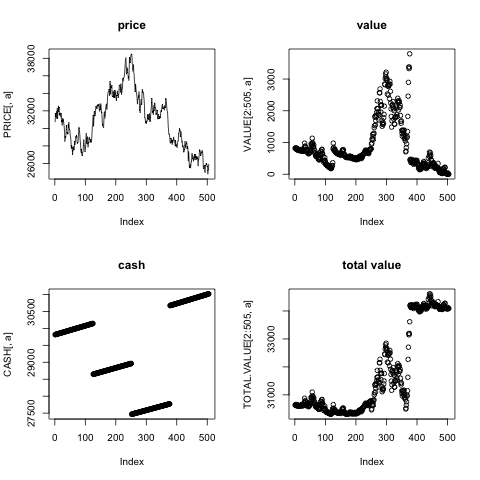 price
PRICE[, a]
26000 32000 38000
0 100 200 300 400 500
Index
value
VALUE[2:505, a]
0 1000 2000 3000
0 100 200 300 400 500
Index
cash
CASH[, a]
27500 29000 30500
0 100 200 300 400 500
Index
total value
TOTAL.VALUE[2:505, a]
31000 33000
0 100 200 300 400 500
Index